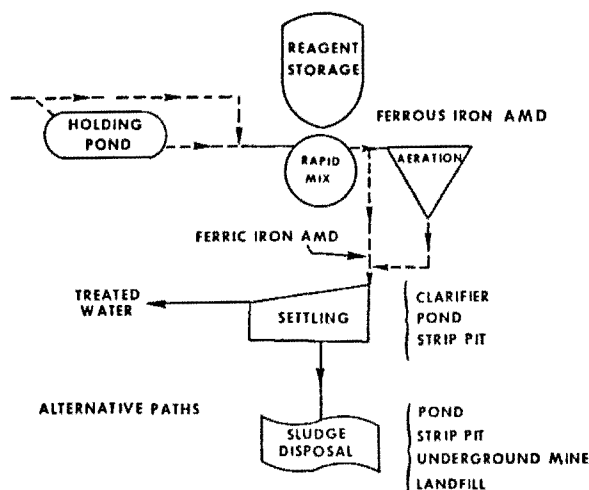 REAGENT
STORAGE
FERROUS IRON AMD
HOLDING
POND
RAPID
MIX
AERATION
FERRIC IRON AMD
TREATED
WATER
SETTLING
CLARIFIER
POND
STRIP PIT
ALTERNATIVE PATHS
SLUDGE
DISPOSAL
POND
STRIP PIT
UNDERGROUND MINE
LANDFILL